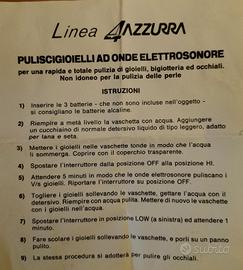 Linea 4AZZURRA
PULISCIGIOIELLI AD ONDE ELETTROSONORE
per una rapida e totale pulizia di gioielli, bigiotteria ed occhiali.
Non idoneo per la pulizia delle perle
ISTRUZIONI
1) Inserire le 3 batterie - che non sono incluse nell'oggetto -
si consigliano le batterie alcaline.
2) Riempire a metà livello la vaschetta con acqua. Aggiungere
un cucchiaino di normale detersivo liquido di tipo leggero, adatto
per lana e seta.
3) Mettere i gioielli nelle vaschette tonde in modo che l'acqua
li sommerga. Coprire con il coperchio trasparente.
4) Spostare l'interruttore dalla posizione OFF alla posizione HI.
5) Attendere 5 minuti in modo che le onde elettrosonore puliscano i
V/s gioielli. Riportare l'interruttore su posizione OFF.
6) Togliere i gioielli sollevando le vaschette, gettare l'acqua con il
detersivo. Riempire con acqua pulita. Mettere di nuovo le vaschette
con i gioielli nell'acqua.
7) Spostare l'interruttore in posizione LOW (a sinistra) ed attendere 1
minuto.
8) Fare scolare i gioielli sollevando le vaschette, e porli su un panno
pulito.
9) La stessa procedura si adotterà per pulire gli occhiali.
Subito